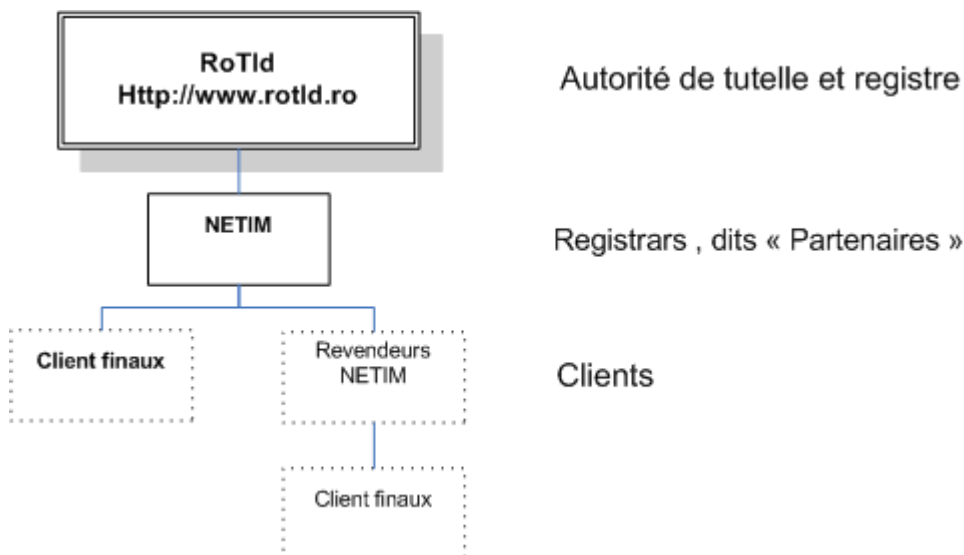 RoTld
Http://www.rotld.ro
Autorité de tutelle et registre
NETIM
Registrars , dits « Partenaires »
Client finaux
Revendeurs
NETIM
Clients
Client finaux